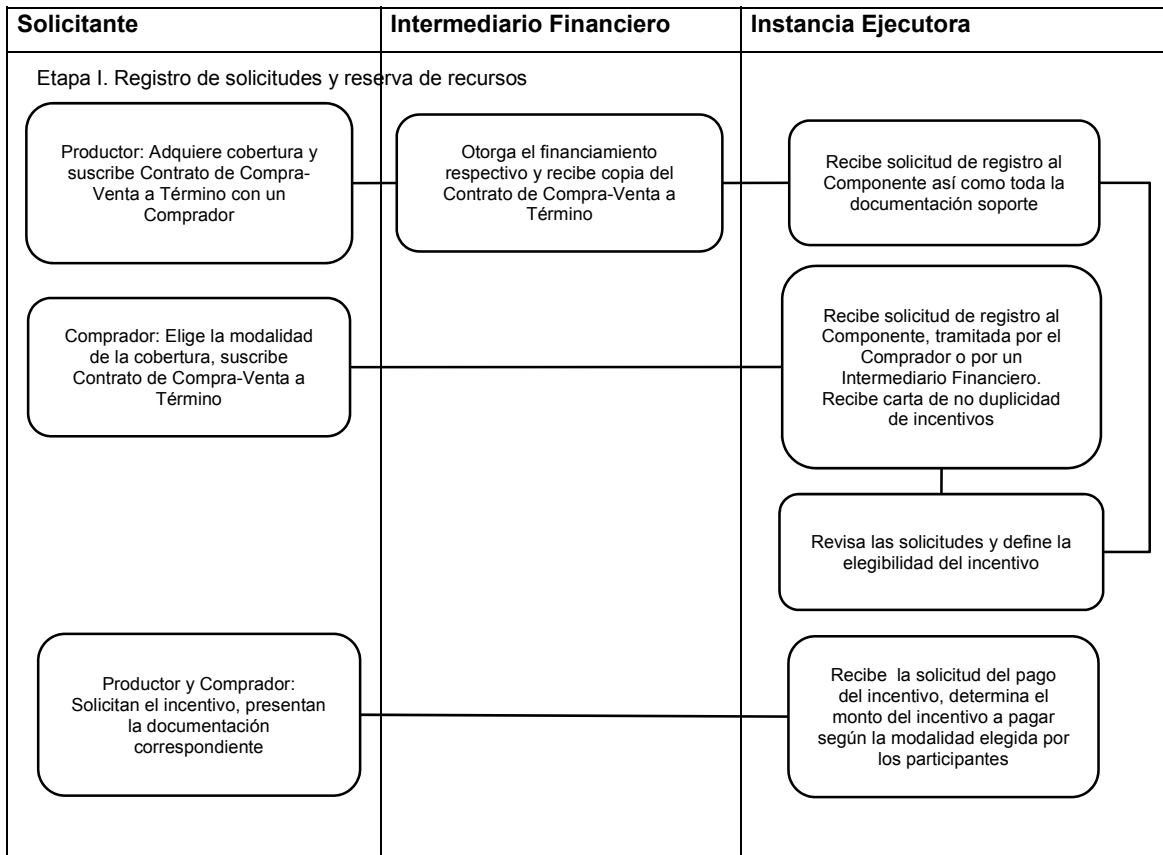 Solicitante
Intermediario Financiero
Instancia Ejecutora
Etapa I. Registro de solicitudes y reserva de recursos
Productor: Adquiere cobertura y
suscribe Contrato de Compra-
Venta a Término con un
Comprador
Otorga el financiamiento
respectivo y recibe copia del
Contrato de Compra-Venta a
Término
Recibe solicitud de registro al
Componente así como toda la
documentación soporte
Comprador: Elige la modalidad
de la cobertura, suscribe
Contrato de Compra-Venta a
Término
Recibe solicitud de registro al
Componente, tramitada por el
Comprador o por un
Intermediario Financiero.
Recibe carta de no duplicidad
de incentivos
Revisa las solicitudes y define la
elegibilidad del incentivo
Productor y Comprador:
Solicitan el incentivo, presentan
la documentación
correspondiente
Recibe la solicitud del pago
del incentivo, determina el
monto del incentivo a pagar
según la modalidad elegida por
los participantes